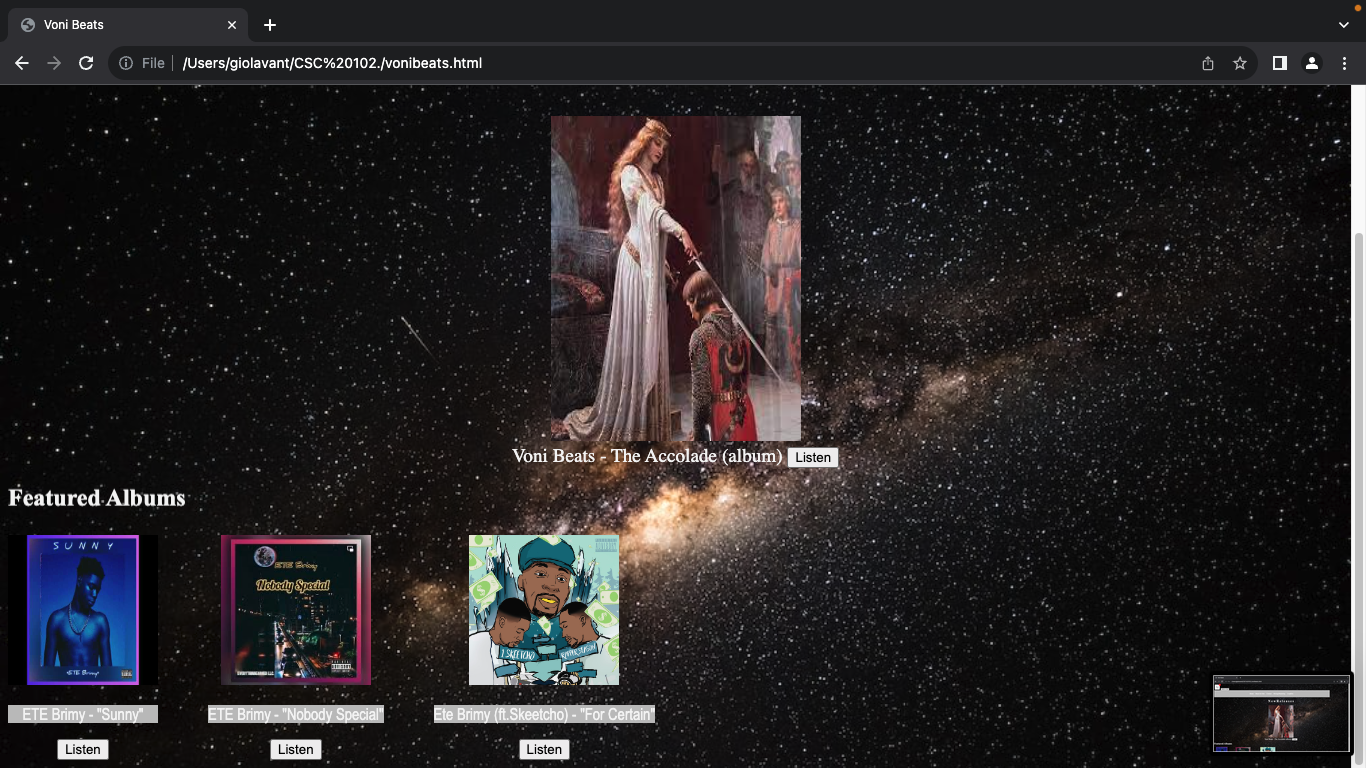 Voni Beats
File /Users/giolavant/CSC%20102./vonibeats.html
Voni Beats - The Accolade (album) Listen
Featured Albums
SUNNY
ETE Brimy
ETE Brimy
Nobody Special
ETE Brimy - "Sunny"
ETE Brimy - "Nobody Special"
Ete Brimy (ft.Skeetcho) - "For Certain"
Listen
Listen
Listen